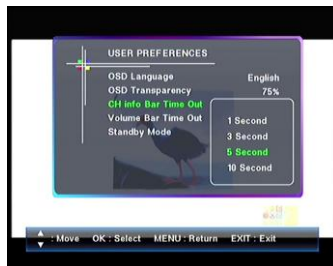 USER PREFERENCES
OSD Language English
OSD Transparency 75%
CH info Bar Time Out
Volume Bar Time Out
Standby Mode
1 Second
3 Second
5 Second
10 Second
: Move OK : Select MENU : Return EXIT : Exit